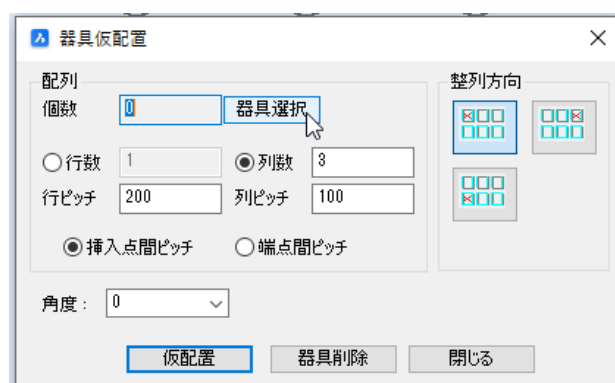 器具仮配置
配列
個数 0 器具選択
行数 1 列数 3
行ピッチ 200 列ピッチ 100
挿入点間ピッチ 端点間ピッチ
整列方向
角度： 0
仮配置 器具削除 閉じる